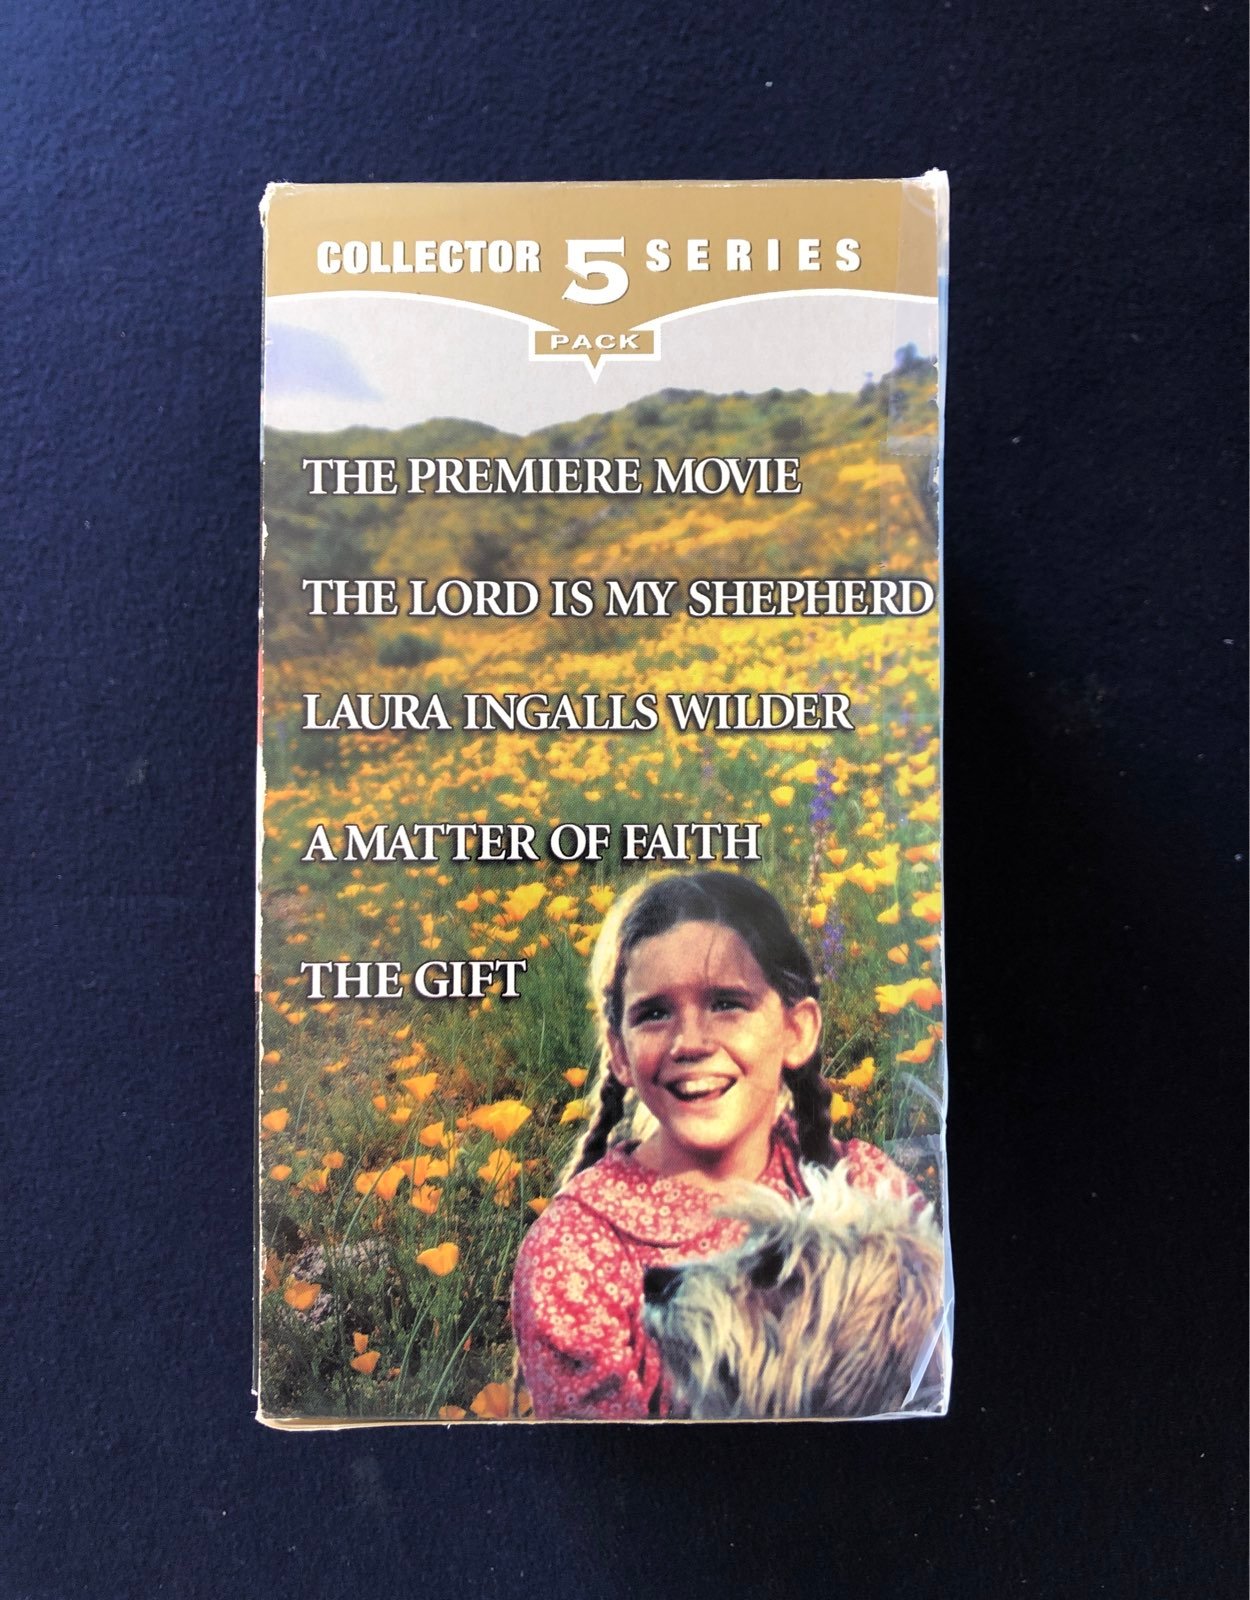 COLLECTOR 5 SERIES
PACK
THE PREMIERE MOVIE
THE LORD IS MY SHEPHERD
LAURA INGALLS WILDER
A MATTER OF FAITH
THE GIFT